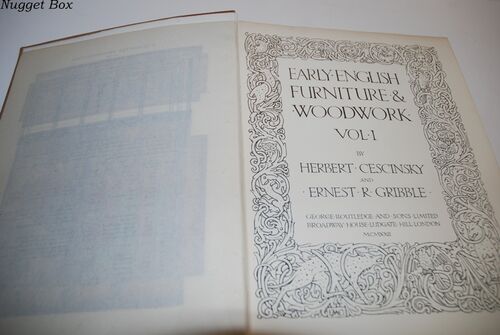 Nugget Box
EARLY·ENGLISH
FURNITURE &
WOODWORK·
VOL·I
BY
HERBERT·CESCINSKY
AND
·ERNEST·R·GRIBBLE·
GEORGE·ROUTLEDGE·AND·SONS·LIMITED
BROADWAY·HOUSE·LUDGATE·HILL·LONDON
MCMXXII